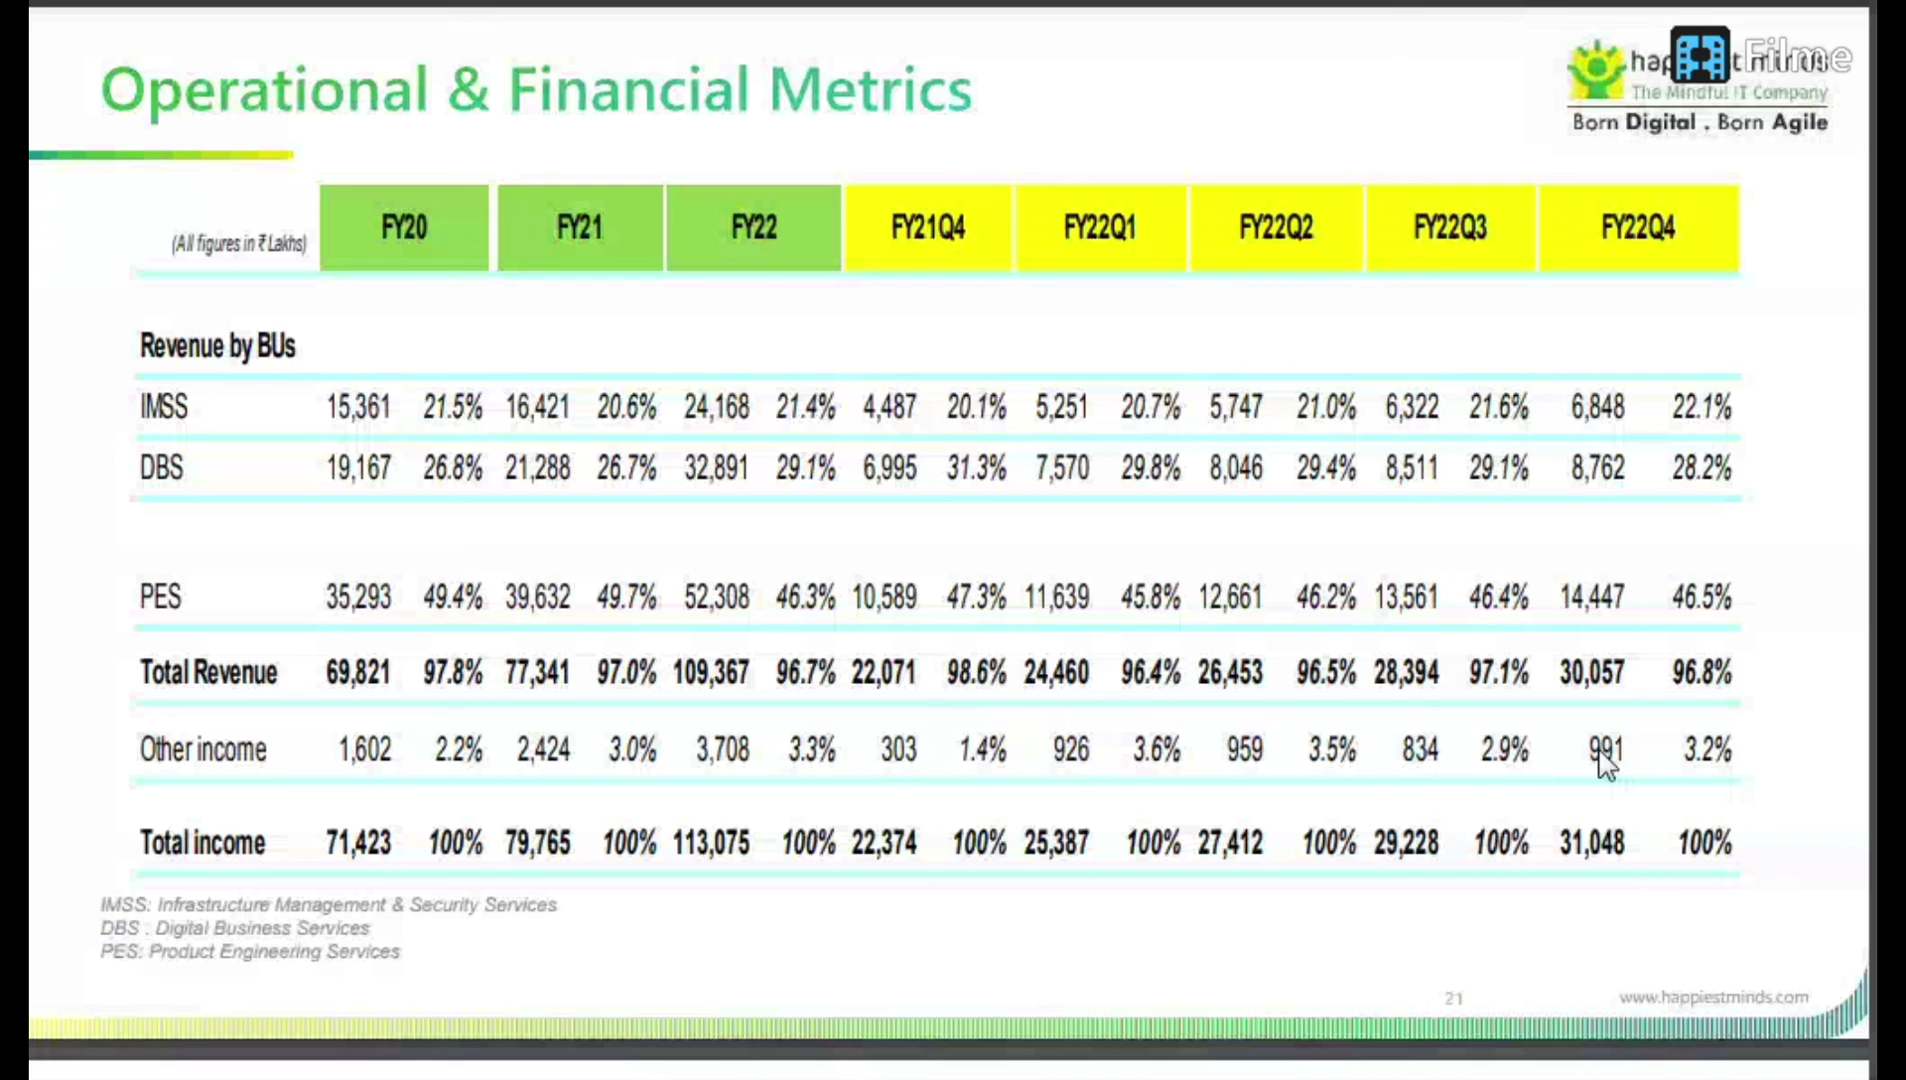 Operational & Financial Metrics
Filme
The Mindful IT Company
Born Digital . Born Agile
(All figures in ₹ Lakhs) FY20 FY21 FY22 FY21Q4 FY22Q1 FY22Q2 FY22Q3 FY22Q4
Revenue by BUs
IMSS 15,361 21.5% 16,421 20.6% 24,168 21.4% 4,487 20.1% 5,251 20.7% 5,747 21.0% 6,322 21.6% 6,848 22.1%
DBS 19,167 26.8% 21,288 26.7% 32,891 29.1% 6,995 31.3% 7,570 29.8% 8,046 29.4% 8,511 29.1% 8,762 28.2%
PES 35,293 49.4% 39,632 49.7% 52,308 46.3% 10,589 47.3% 11,639 45.8% 12,661 46.2% 13,561 46.4% 14,447 46.5%
Total Revenue 69,821 97.8% 77,341 97.0% 109,367 96.7% 22,071 98.6% 24,460 96.4% 26,453 96.5% 28,394 97.1% 30,057 96.8%
Other income 1,602 2.2% 2,424 3.0% 3,708 3.3% 303 1.4% 926 3.6% 959 3.5% 834 2.9% 991 3.2%
Total income 71,423 100% 79,765 100% 113,075 100% 22,374 100% 25,387 100% 27,412 100% 29,228 100% 31,048 100%
IMSS: Infrastructure Management & Security Services
DBS : Digital Business Services
PES: Product Engineering Services
21 www.happiestminds.com